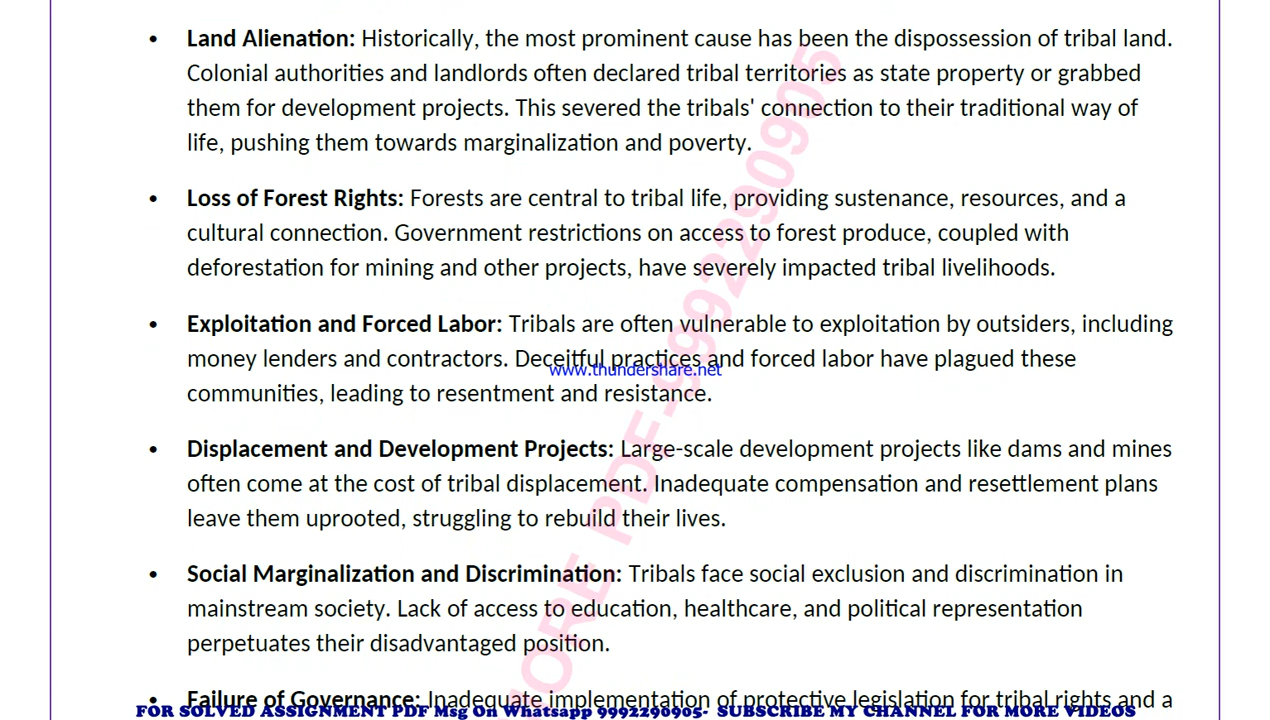 • Land Alienation: Historically, the most prominent cause has been the dispossession of tribal land.
Colonial authorities and landlords often declared tribal territories as state property or grabbed
them for development projects. This severed the tribals' connection to their traditional way of
life, pushing them towards marginalization and poverty.
• Loss of Forest Rights: Forests are central to tribal life, providing sustenance, resources, and a
cultural connection. Government restrictions on access to forest produce, coupled with
deforestation for mining and other projects, have severely impacted tribal livelihoods.
• Exploitation and Forced Labor: Tribals are often vulnerable to exploitation by outsiders, including
money lenders and contractors. Deceitful practices and forced labor have plagued these
www.thundershare.net
communities, leading to resentment and resistance.
• Displacement and Development Projects: Large-scale development projects like dams and mines
often come at the cost of tribal displacement. Inadequate compensation and resettlement plans
leave them uprooted, struggling to rebuild their lives.
• Social Marginalization and Discrimination: Tribals face social exclusion and discrimination in
mainstream society. Lack of access to education, healthcare, and political representation
perpetuates their disadvantaged position.
• Failure of Governance: Inadequate implementation of protective legislation for tribal rights and a
FOR SOLVED ASSIGNMENT PDF Msg On Whatsapp 9992290905- SUBSCRIBE MY CHANNEL FOR MORE VIDEOS
PDF-9992290905